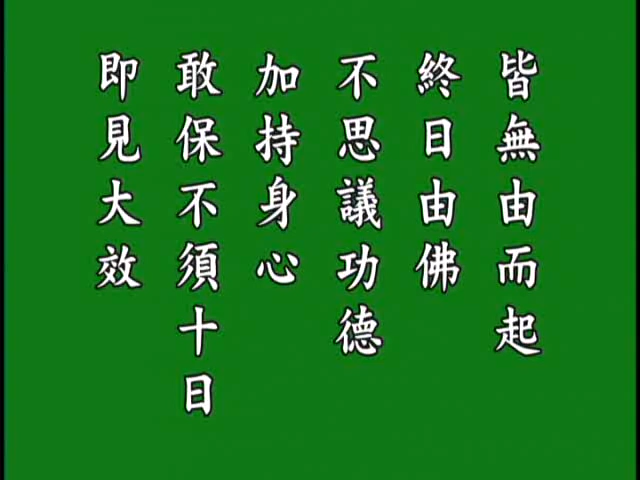 皆無由而起
終日由佛
不思議功德
加持身心
敢保不須十日
即見大效